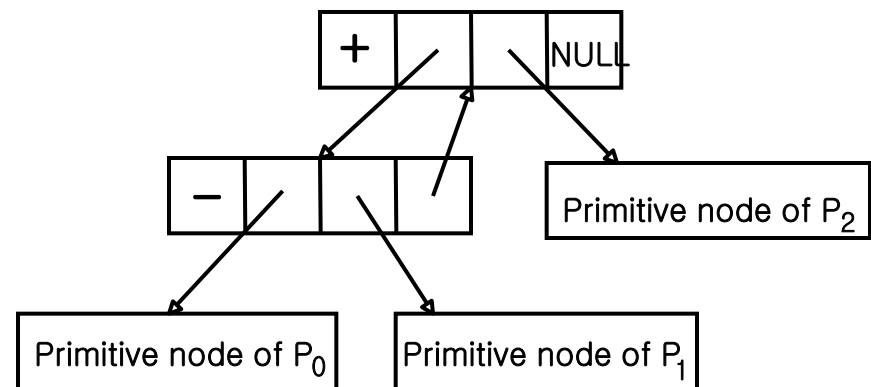 + NULL
−
Primitive node of P2
Primitive node of P0
Primitive node of P1